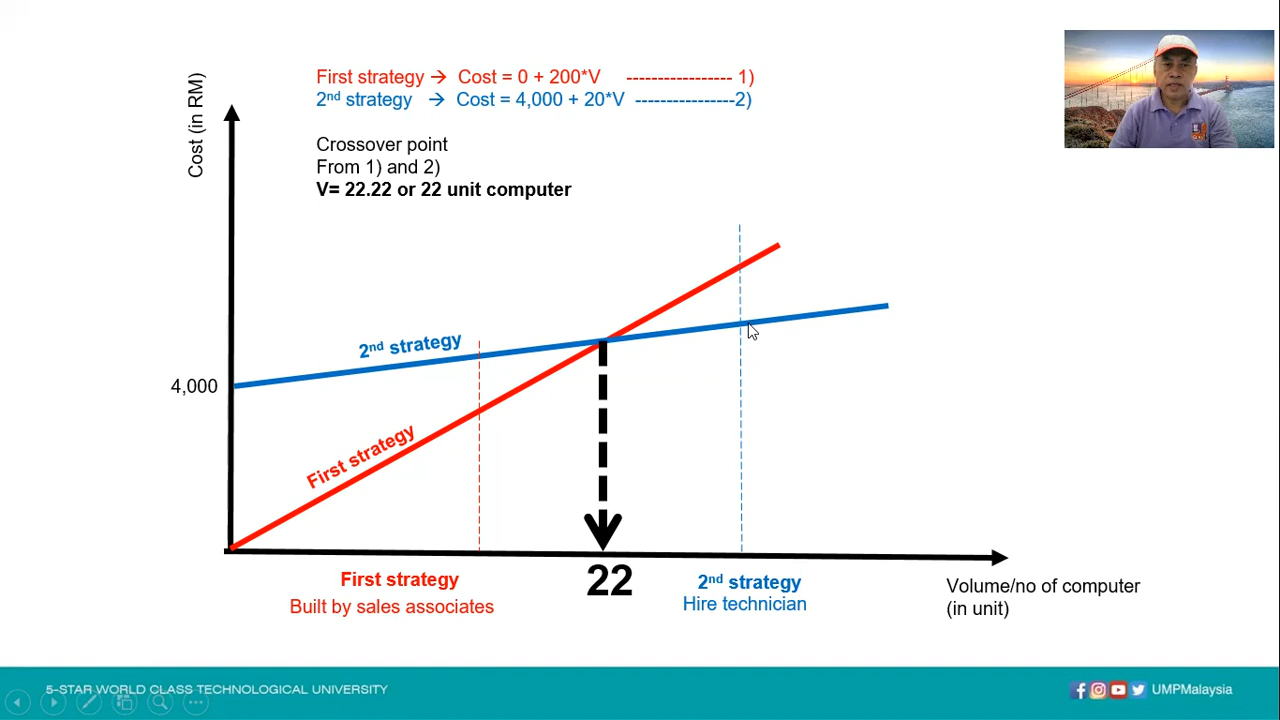 First strategy → Cost = 0 + 200*V ----------------- 1)
2nd strategy → Cost = 4,000 + 20*V ----------------2)
Cost (in RM)
Crossover point
From 1) and 2)
V= 22.22 or 22 unit computer
2nd strategy
4,000
First strategy
22
First strategy
Built by sales associates
2nd strategy
Hire technician
Volume/no of computer
(in unit)
5-STAR WORLD CLASS TECHNOLOGICAL UNIVERSITY
UMPMalaysia